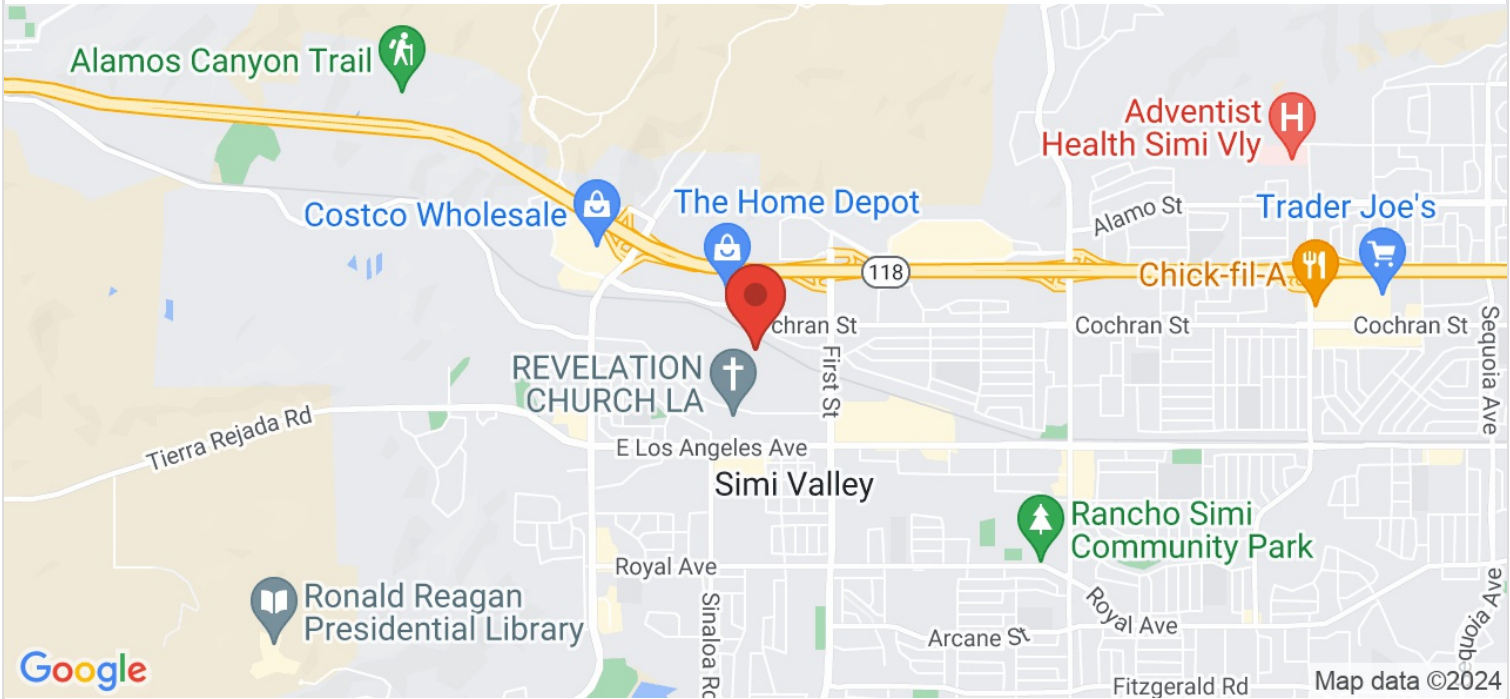 Alamos Canyon Trail
Adventist
Health Simi Vly
H
Costco Wholesale
The Home Depot
Alamo St
Trader Joe's
118
Chick-fil-A
chran St
Cochran St
Cochran St
Sequoia Ave
REVELATION
CHURCH LA
First St
Tierra Rejada Rd
E Los Angeles Ave
Simi Valley
Rancho Simi
Community Park
Royal Ave
Ronald Reagan
Presidential Library
Sinaloa Rd
Royal Ave
Arcane St
equoia Ave
Google
Fitzgerald Rd
Map data ©2024